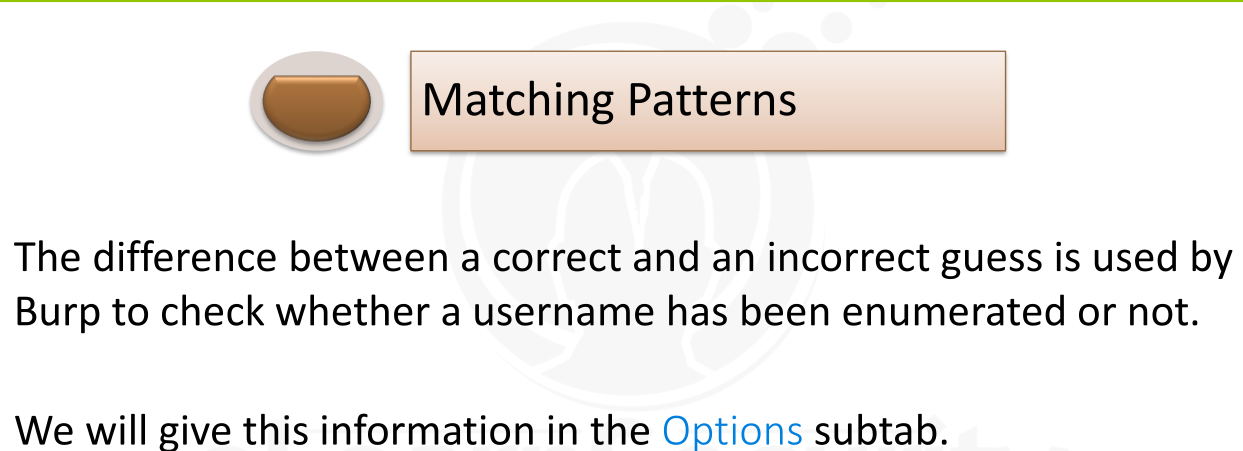 Matching Patterns
The difference between a correct and an incorrect guess is used by
Burp to check whether a username has been enumerated or not.
We will give this information in the Options subtab.